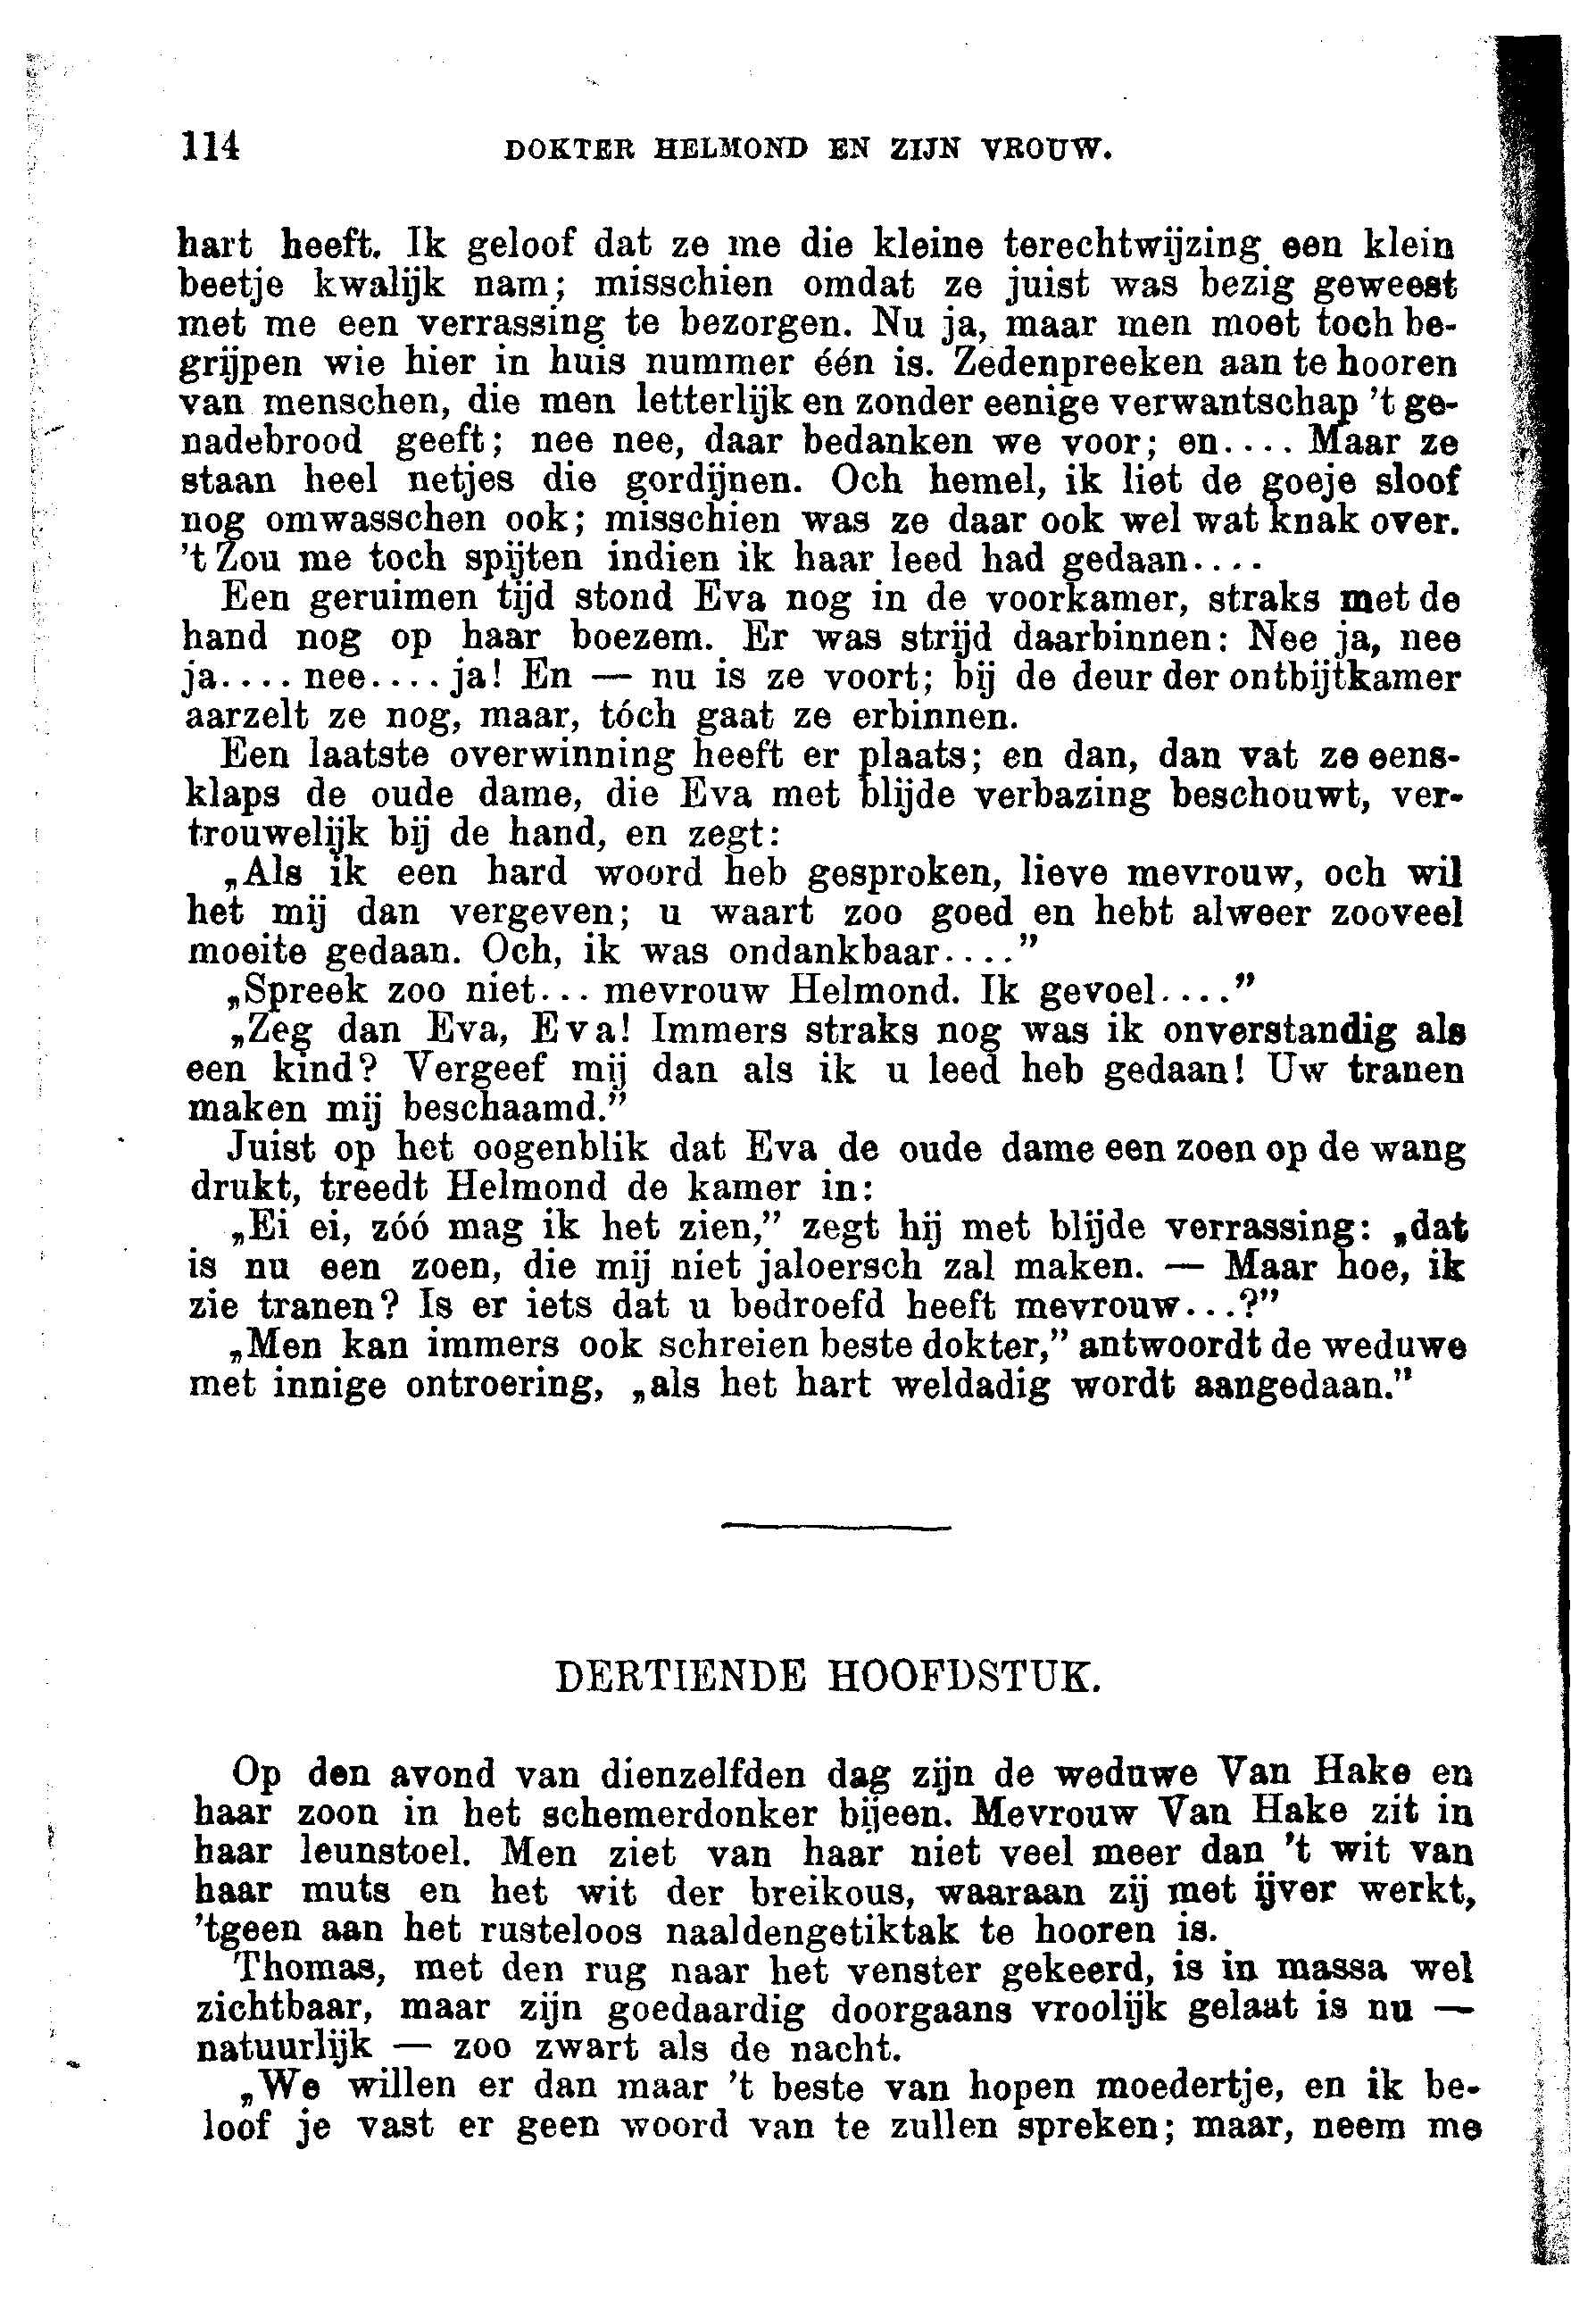 114 DOKTER HELMOND EN ZIJN VROUW.
hart heeft. Ik geloof dat ze me die kleine terechtwijzing een klein
beetje kwalijk nam; misschien omdat ze juist was bezig geweest
met me een verrassing te bezorgen. Nu ja, maar men moet toch be-
grijpen wie hier in huis nummer één is. Zedenpreeken aan te hooren
van menschen, die men letterlijk en zonder eenige verwantschap 't ge-
nadebrood geeft; nee nee, daar bedanken we voor; en.... Maar ze
staan heel netjes die gordijnen. Och hemel, ik liet de goeje sloof
nog omwasschen ook; misschien was ze daar ook wel wat knak over.
't Zou me toch spijten indien ik haar leed had gedaan....
Een geruimen tijd stond Eva nog in de voorkamer, straks met de
hand nog op haar boezem. Er was strijd daarbinnen: Nee ja, nee
ja.... nee.... ja! En — nu is ze voort; bij de deur der ontbijtkamer
aarzelt ze nog, maar, tóch gaat ze erbinnen.
Een laatste overwinning heeft er plaats; en dan, dan vat ze eens-
klaps de oude dame, die Eva met blijde verbazing beschouwt, ver-
trouwelijk bij de hand, en zegt:
„Als ik een hard woord heb gesproken, lieve mevrouw, och wil
het mij dan vergeven; u waart zoo goed en hebt alweer zooveel
moeite gedaan. Och, ik was ondankbaar....”
„Spreek zoo niet... mevrouw Helmond. Ik gevoel....”
„Zeg dan Eva, Eva! Immers straks nog was ik onverstandig als
een kind? Vergeef mij dan als ik u leed heb gedaan! Uw tranen
maken mij beschaamd.”
Juist op het oogenblik dat Eva de oude dame een zoen op de wang
drukt, treedt Helmond de kamer in:
„Ei ei, zóó mag ik het zien,” zegt hij met blijde verrassing: „dat
is nu een zoen, die mij niet jaloersch zal maken. — Maar hoe, ik
zie tranen? Is er iets dat u bedroefd heeft mevrouw...?”
„Men kan immers ook schreien beste dokter,” antwoordt de weduwe
met innige ontroering, „als het hart weldadig wordt aangedaan.”
DERTIENDE HOOFDSTUK.
Op den avond van dienzelfden dag zijn de weduwe Van Hake en
haar zoon in het schemerdonker bijeen. Mevrouw Van Hake zit in
haar leunstoel. Men ziet van haar niet veel meer dan 't wit van
haar muts en het wit der breikous, waaraan zij met ijver werkt,
'tgeen aan het rusteloos naaldengetiktak te hooren is.
Thomas, met den rug naar het venster gekeerd, is in massa wel
zichtbaar, maar zijn goedaardig doorgaans vroolijk gelaat is nu —
natuurlijk — zoo zwart als de nacht.
„We willen er dan maar 't beste van hopen moedertje, en ik be-
loof je vast er geen woord van te zullen spreken; maar, neem me